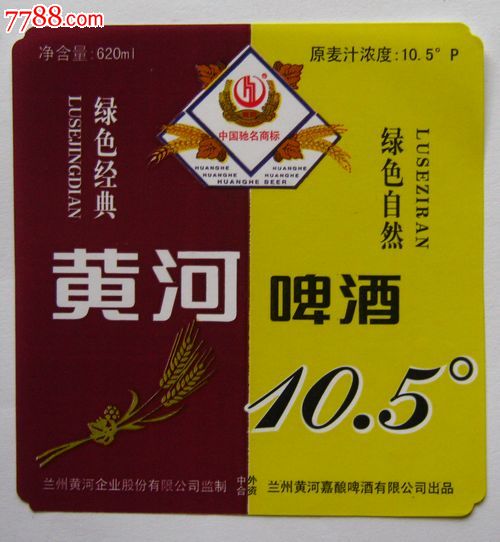 7788.com
净含量:620ml
原麦汁浓度:10.5° P
中国驰名商标
HUANGHE HUANGHE
HUANGHE HUANGHE
HUANGHE BEER
绿色经典
LUSEJINGDIAN
绿色自然
LUSEZIRAN
黄河 啤酒
10.5°
兰州黄河企业股份有限公司监制
中外
合资
兰州黄河嘉酿啤酒有限公司出品